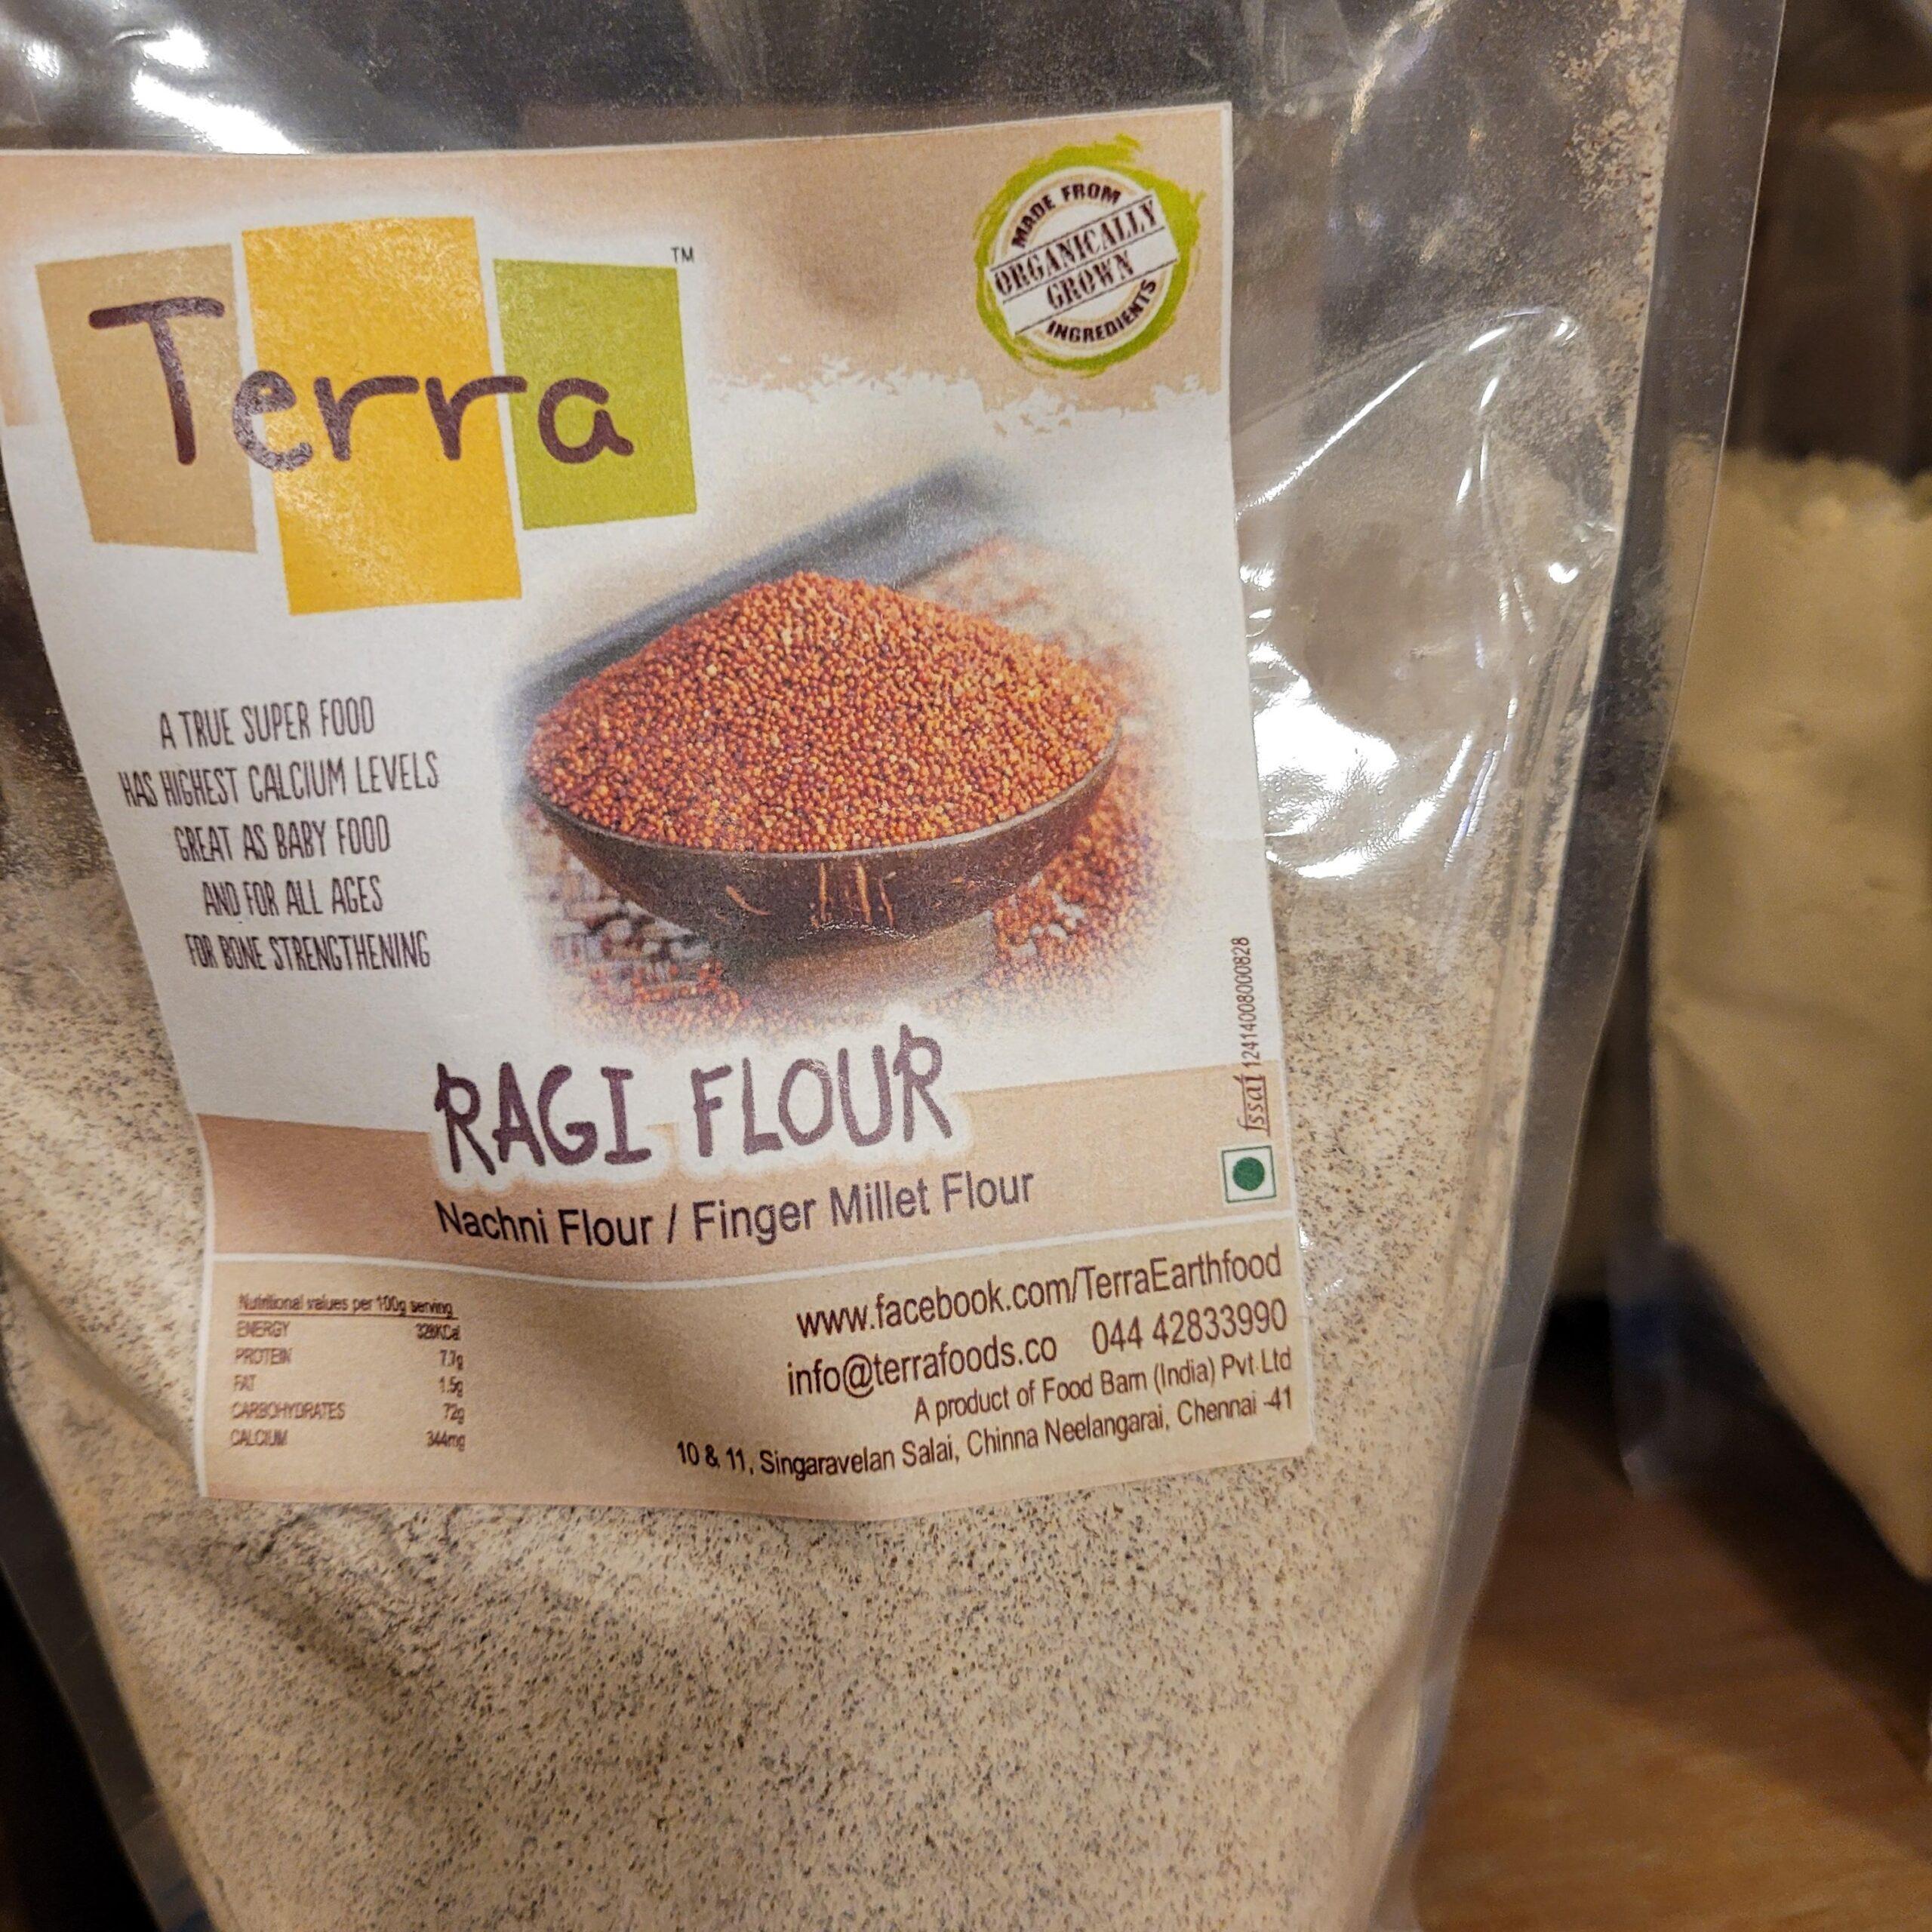 Terra
TM
MADE FROM
ORGANICALLY
GROWN
INGREDIENTS
A TRUE SUPER FOOD
HAS HIGHEST CALCIUM LEVELS
GREAT AS BABY FOOD
AND FOR ALL AGES
FOR BONE STRENGTHENING
RAGI FLOUR
Nachni Flour / Finger Millet Flour
fssai 12414008000828
Nutritional values per 100g serving
ENERGY 328KCal
PROTEIN 7.7g
FAT 1.5g
CARBOHYDRATES 72g
CALCIUM 344mg
www.facebook.com/TerraEarthfood
info@terrafoods.co 044 42833990
A product of Food Barn (India) Pvt Ltd
10 & 11, Singaravelan Salai, Chinna Neelangarai, Chennai -41